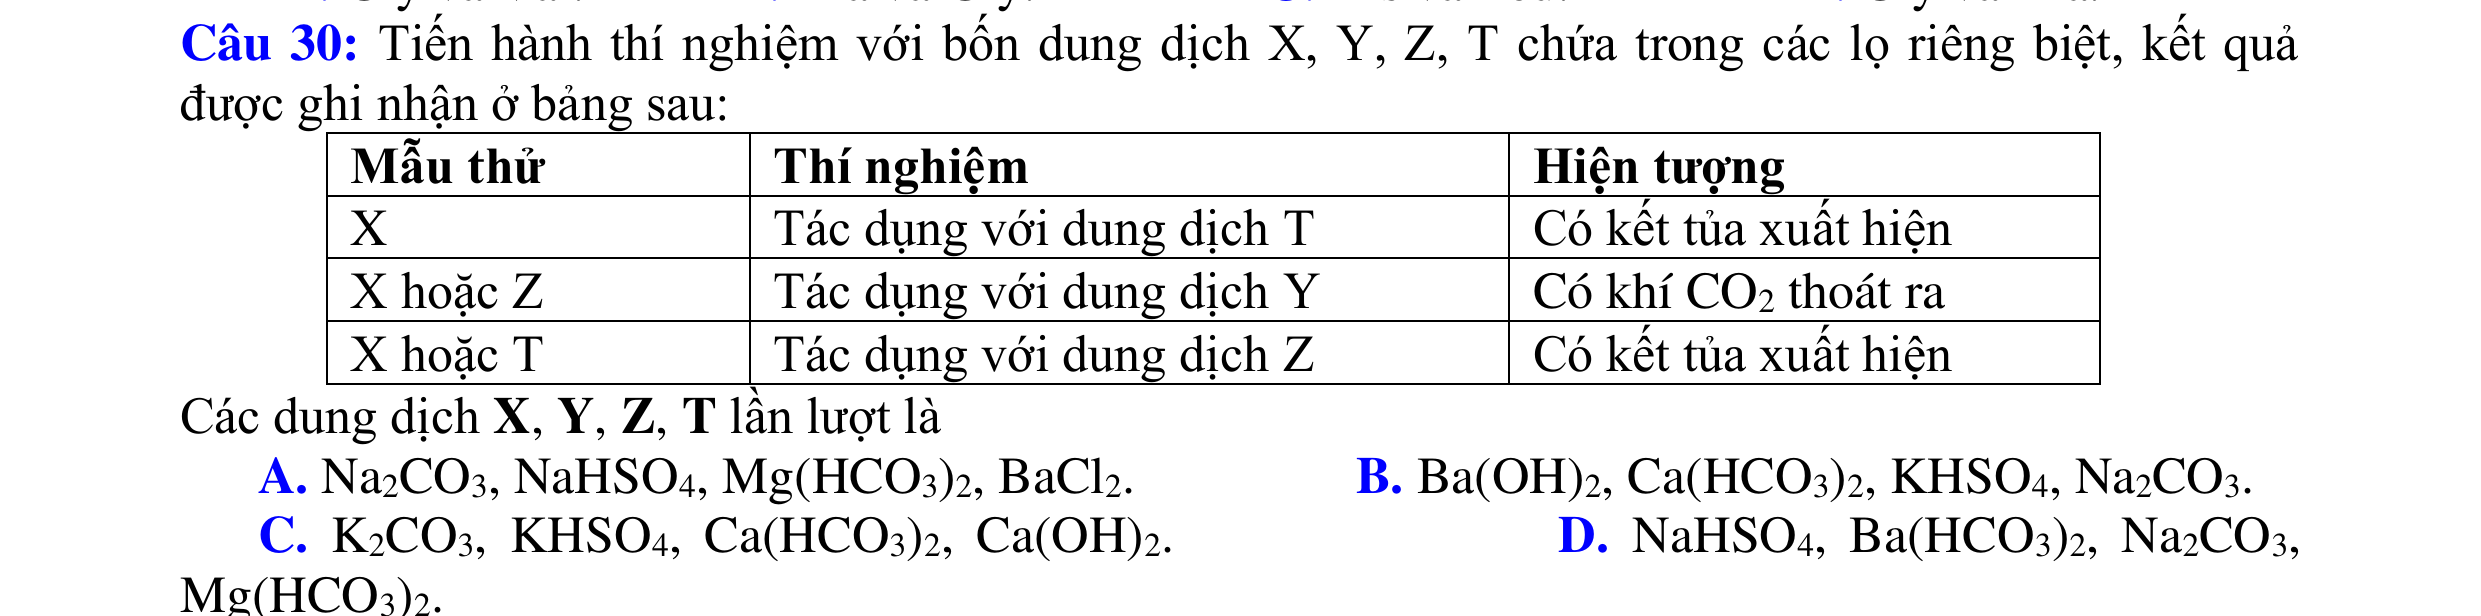 Câu 30: Tiến hành thí nghiệm với bốn dung dịch X, Y, Z, T chứa trong các lọ riêng biệt, kết quả
được ghi nhận ở bảng sau:
Mẫu thử Thí nghiệm Hiện tượng
X Tác dụng với dung dịch T Có kết tủa xuất hiện
X hoặc Z Tác dụng với dung dịch Y Có khí CO₂ thoát ra
X hoặc T Tác dụng với dung dịch Z Có kết tủa xuất hiện
Các dung dịch X, Y, Z, T lần lượt là
A. Na₂CO₃, NaHSO₄, Mg(HCO₃)₂, BaCl₂. B. Ba(OH)₂, Ca(HCO₃)₂, KHSO₄, Na₂CO₃.
C. K₂CO₃, KHSO₄, Ca(HCO₃)₂, Ca(OH)₂. D. NaHSO₄, Ba(HCO₃)₂, Na₂CO₃,
Mg(HCO₃)₂.